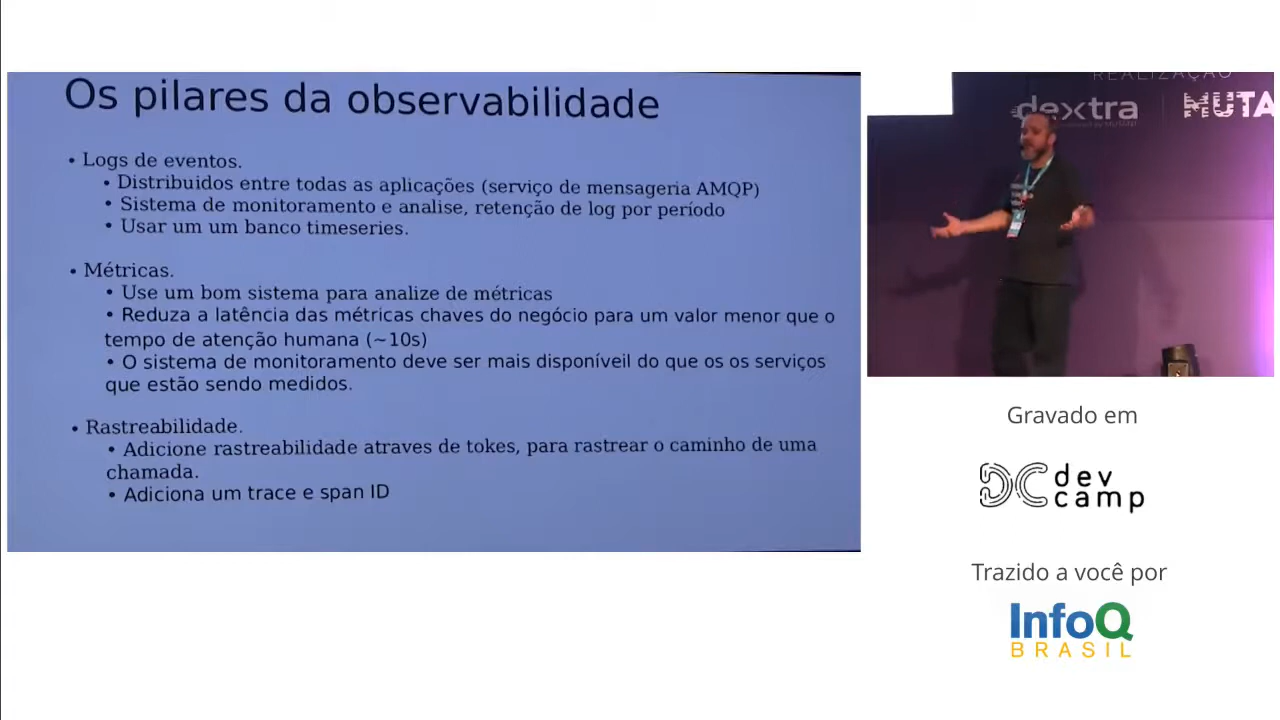 Os pilares da observabilidade
• Logs de eventos.
• Distribuidos entre todas as aplicações (serviço de mensageria AMQP)
• Sistema de monitoramento e analise, retenção de log por período
• Usar um um banco timeseries.
• Métricas.
• Use um bom sistema para analize de métricas
• Reduza a latência das métricas chaves do negócio para um valor menor que o
tempo de atenção humana (~10s)
• O sistema de monitoramento deve ser mais disponíveil do que os os serviços
que estão sendo medidos.
• Rastreabilidade.
• Adicione rastreabilidade atraves de tokes, para rastrear o caminho de uma
chamada.
• Adiciona um trace e span ID
REALIZAÇÃO
dextra
MUTA
Gravado em
DC dev
camp
Trazido a você por
InfoQ
BRASIL